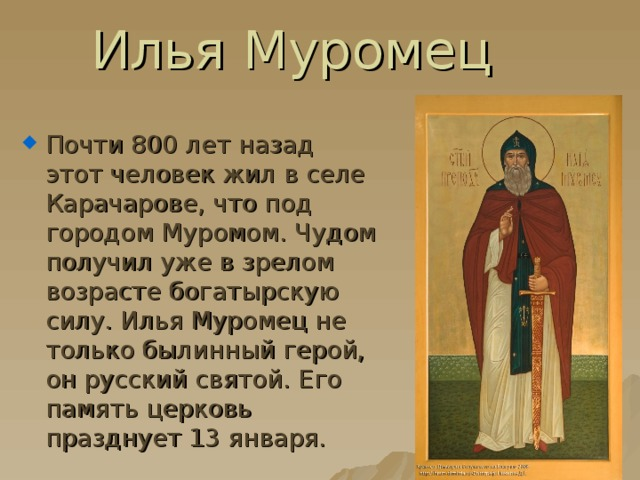 Илья Муромец
Почти 800 лет назад
этот человек жил в селе
Карачарове, что под
городом Муромом. Чудом
получил уже в зрелом
возрасте богатырскую
силу. Илья Муромец не
только былинный герой,
он русский святой. Его
память церковь
празднует 13 января.